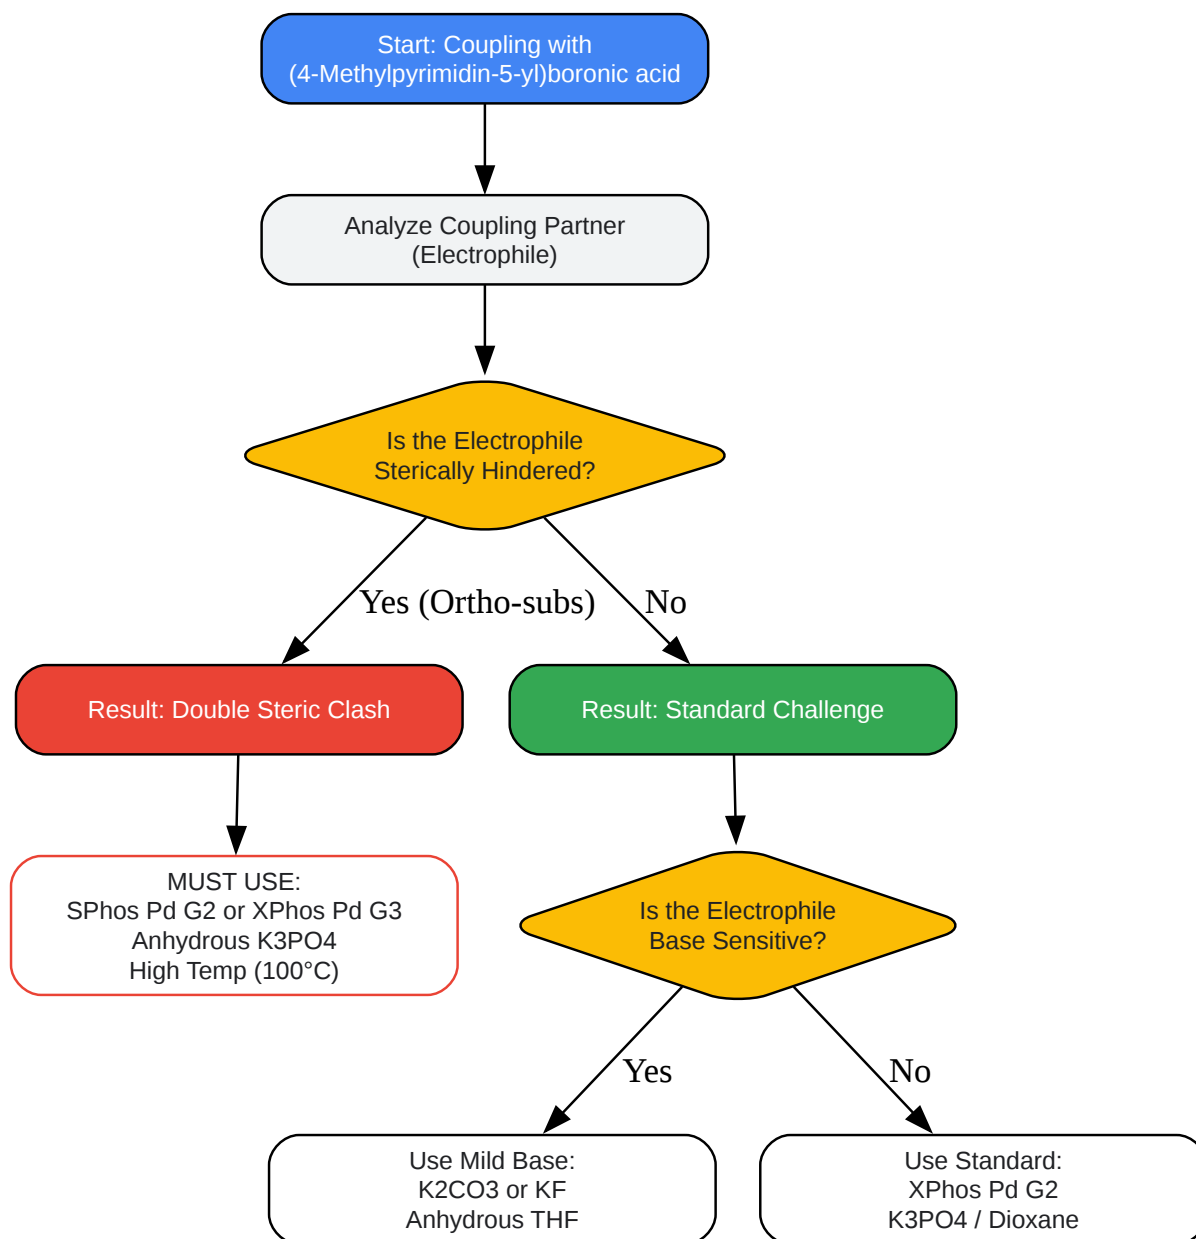 Start: Coupling with
(4-Methylpyrimidin-5-yl)boronic acid
Analyze Coupling Partner
(Electrophile)
Is the Electrophile
Sterically Hindered?
Yes (Ortho-subs)
No
Result: Double Steric Clash
Result: Standard Challenge
MUST USE:
SPhos Pd G2 or XPhos Pd G3
Anhydrous K3PO4
High Temp (100°C)
Is the Electrophile
Base Sensitive?
Yes
No
Use Mild Base:
K2CO3 or KF
Anhydrous THF
Use Standard:
XPhos Pd G2
K3PO4 / Dioxane